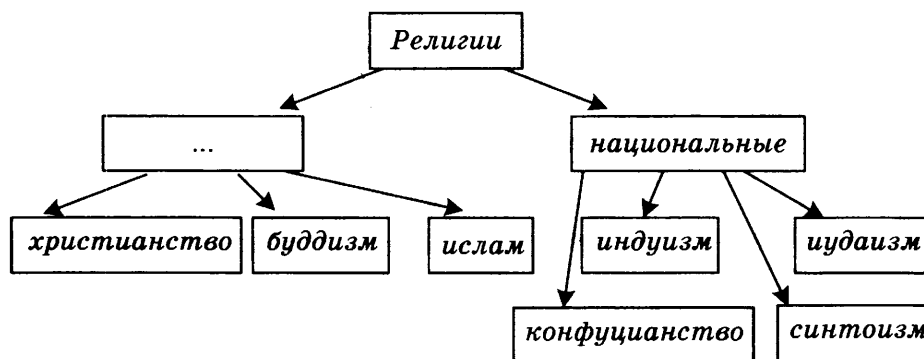 Религии
...
национальные
христианство
буддизм
ислам
индуизм
иудаизм
конфуцианство
синтоизм